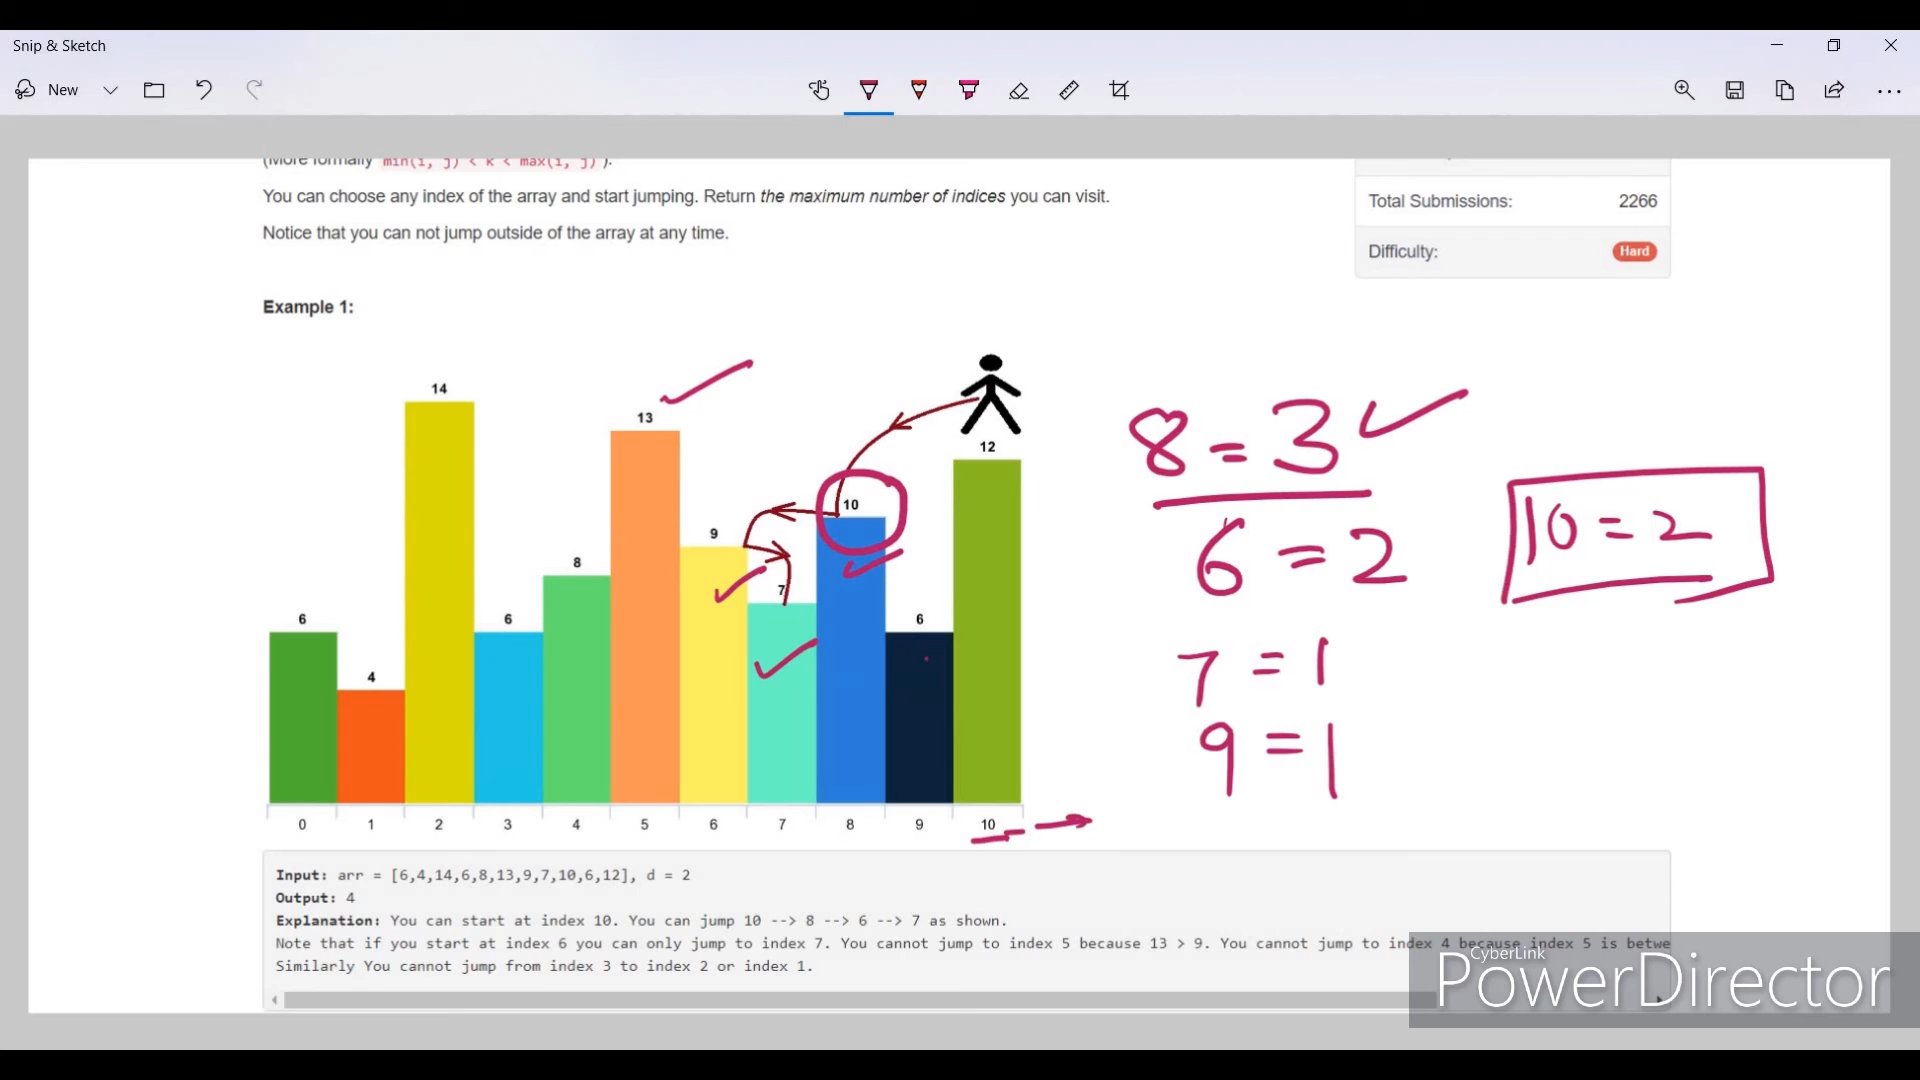 Snip & Sketch
New
(More formally min(i, j) < k < max(i, j) ).
You can choose any index of the array and start jumping. Return the maximum number of indices you can visit.
Notice that you can not jump outside of the array at any time.
Total Submissions: 2266
Difficulty: Hard
Example 1:
14
13
12
10
9
8
7
6
6
6
4
0 1 2 3 4 5 6 7 8 9 10
8 = 3
6 = 2
7 = 1
9 = 1
10 = 2
Input: arr = [6,4,14,6,8,13,9,7,10,6,12], d = 2
Output: 4
Explanation: You can start at index 10. You can jump 10 --> 8 --> 6 --> 7 as shown.
Note that if you start at index 6 you can only jump to index 7. You cannot jump to index 5 because 13 > 9. You cannot jump to index 4 because index 5 is betwe
Similarly You cannot jump from index 3 to index 2 or index 1.
CyberLink
PowerDirector